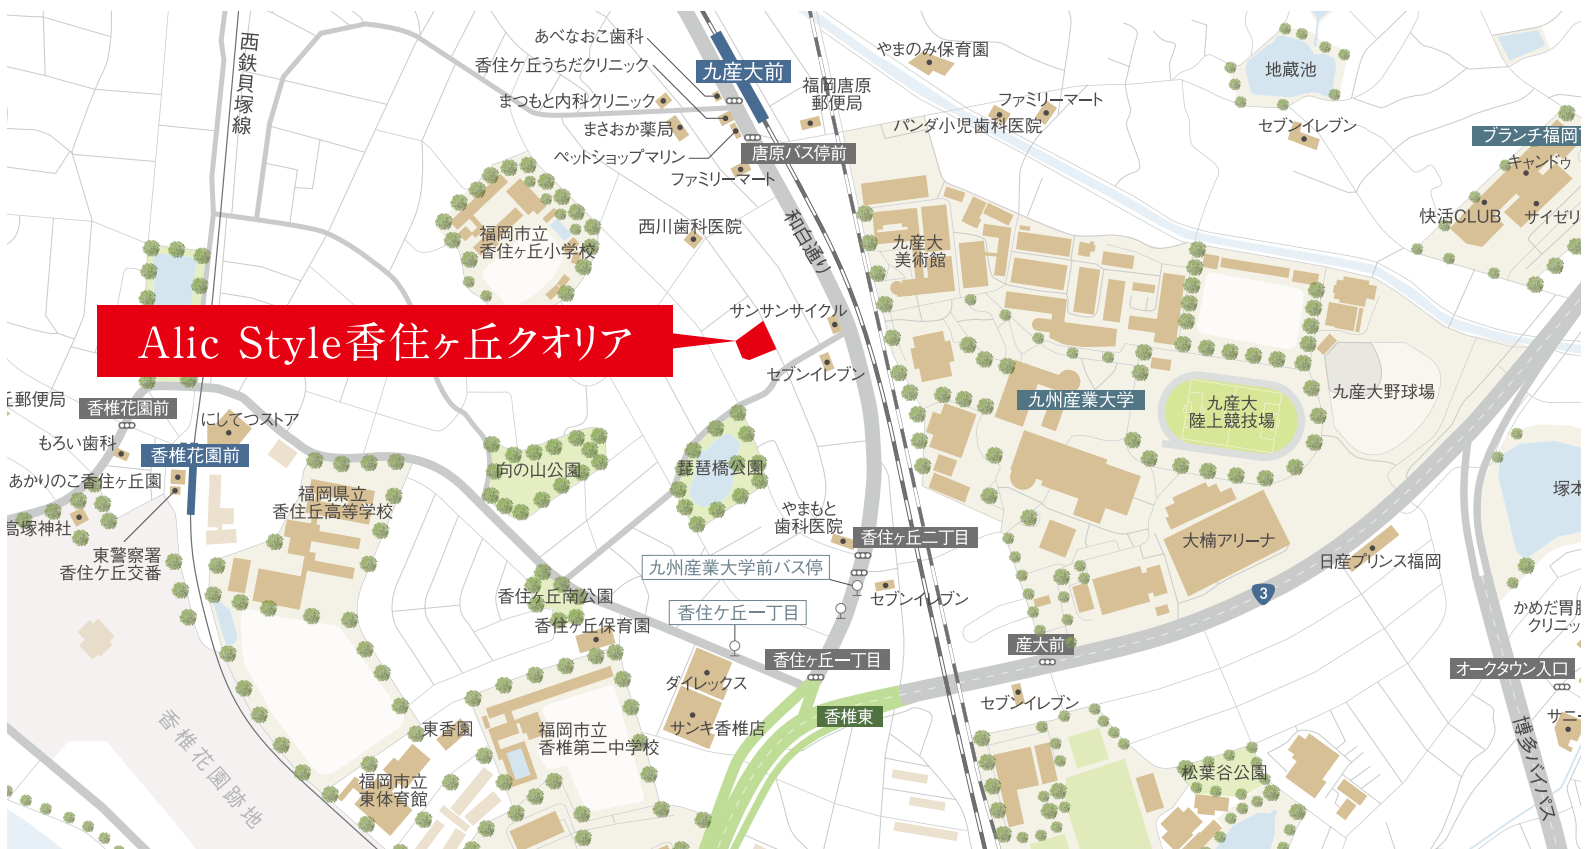 西鉄貝塚線
あべなおこ歯科
香住ケ丘うちだクリニック
九産大前
まつもと内科クリニック
まさおか薬局
ペットショップマリン
ファミリーマート
福岡唐原
郵便局
唐原バス停前
やまのみ保育園
ファミリーマート
パンダ小児歯科医院
地蔵池
セブンイレブン
ブランチ福岡
キャンドゥ
快活CLUB
サイゼリ
福岡市立
香住ヶ丘小学校
西川歯科医院
和白通り
九産大
美術館
サンサンサイクル
Alic Style香住ヶ丘クオリア
セブンイレブン
丘郵便局
香椎花園前
にしてつストア
もろい歯科
香椎花園前
あかりのこ香住ヶ丘園
高塚神社
東警察署
香住ケ丘交番
福岡県立
香住丘高等学校
向の山公園
琵琶橋公園
九州産業大学
九産大
陸上競技場
九産大野球場
塚本
やまもと
歯科医院
香住ヶ丘二丁目
大楠アリーナ
日産プリンス福岡
九州産業大学前バス停
セブンイレブン
3
香住ヶ丘南公園
香住ケ丘一丁目
香住ヶ丘保育園
かめだ胃腸
クリニッ
産大前
香住ヶ丘一丁目
オークタウン入口
ダイレックス
サンキ香椎店
セブンイレブン
香椎東
サニー
博多バイパス
東香園
福岡市立
香椎第二中学校
香椎花園跡地
福岡市立
東体育館
松葉谷公園